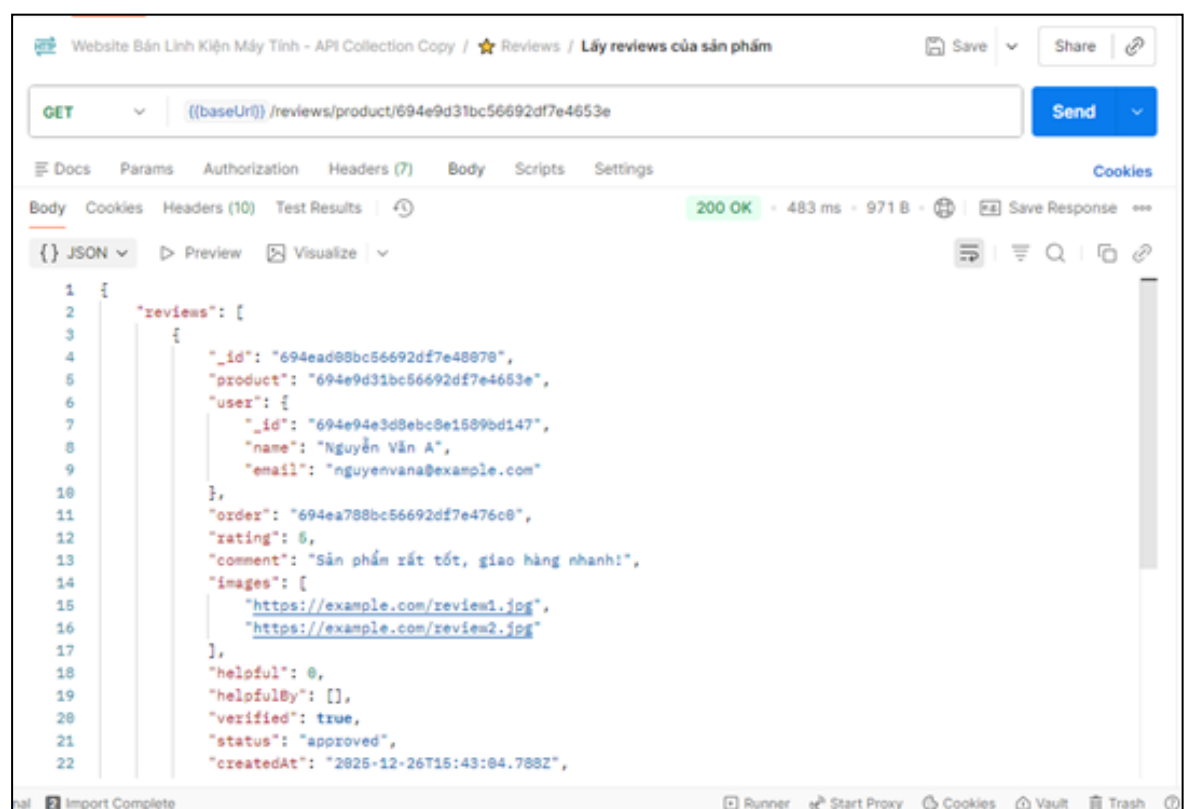 Website Bán Linh Kiện Máy Tính - API Collection Copy / Reviews / Lấy reviews của sản phẩm Save Share
GET {{baseUrl}} /reviews/product/694e9d31bc56692df7e4653e Send
Docs Params Authorization Headers (7) Body Scripts Settings Cookies
Body Cookies Headers (10) Test Results 200 OK 483 ms 971 B Save Response
{} JSON Preview Visualize
1 {
2 "reviews": [
3 {
4 "_id": "694ead08bc56692df7e48070",
5 "product": "694e9d31bc56692df7e4653e",
6 "user": {
7 "_id": "694e94e3d8ebc8e1589bd147",
8 "name": "Nguyễn Văn A",
9 "email": "nguyenvana@example.com"
10 },
11 "order": "694ea788bc56692df7e476c0",
12 "rating": 5,
13 "comment": "Sản phẩm rất tốt, giao hàng nhanh!",
14 "images": [
15 "https://example.com/review1.jpg",
16 "https://example.com/review2.jpg"
17 ],
18 "helpful": 0,
19 "helpfulBy": [],
20 "verified": true,
21 "status": "approved",
22 "createdAt": "2025-12-26T15:43:04.788Z",
2 Import Complete Runner Start Proxy Cookies Vault Trash